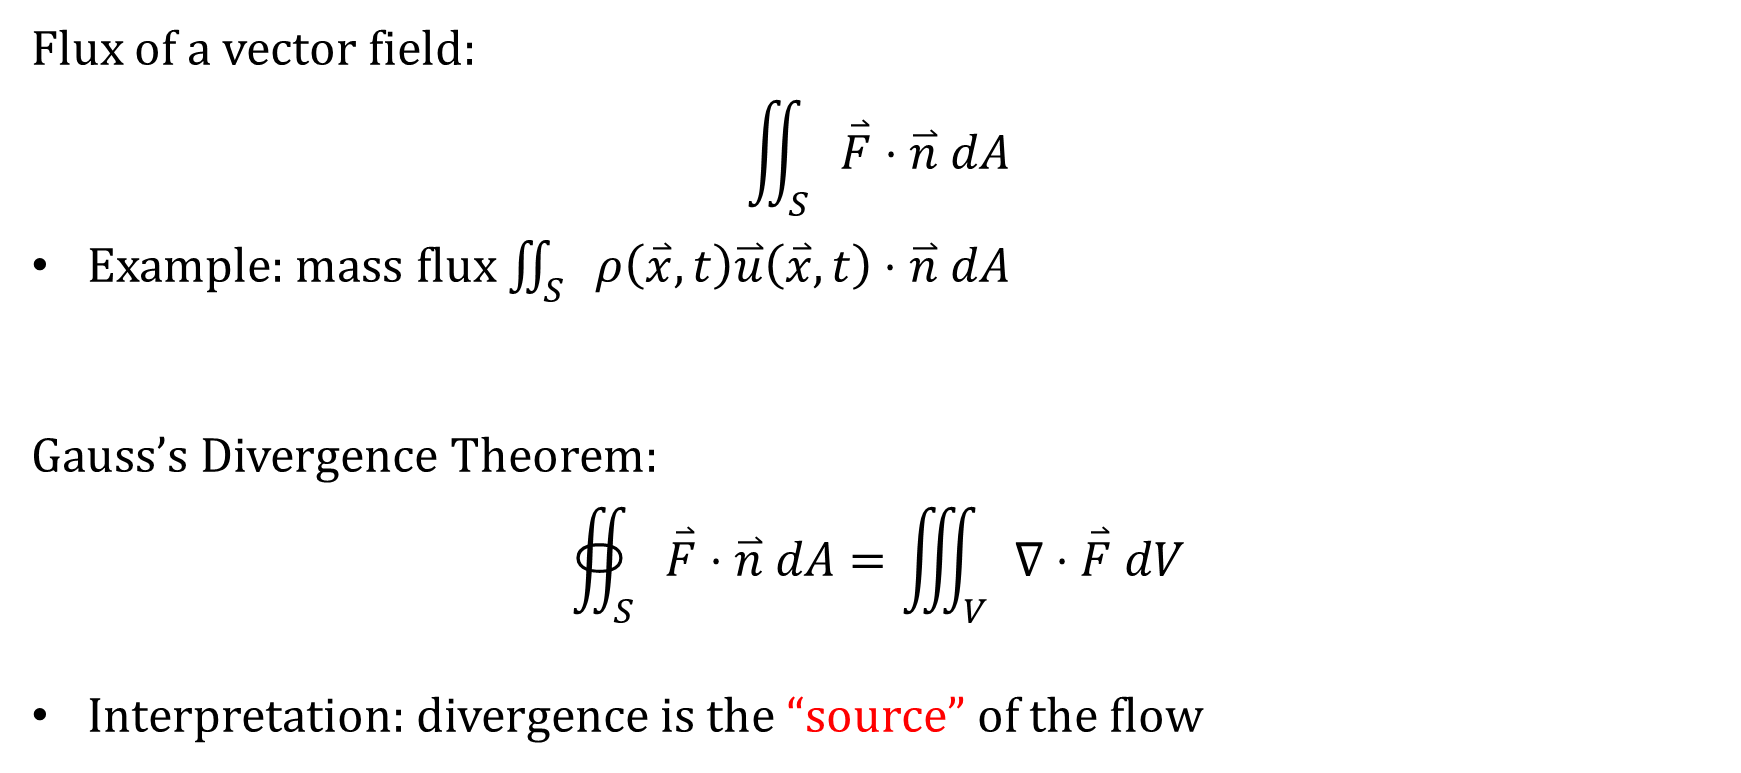 Flux of a vector field:
∬_S F⃗ · n⃗ dA
• Example: mass flux ∬_S ρ(x⃗, t)u⃗(x⃗, t) · n⃗ dA
Gauss’s Divergence Theorem:
∯_S F⃗ · n⃗ dA = ∭_V ∇ · F⃗ dV
• Interpretation: divergence is the “source” of the flow